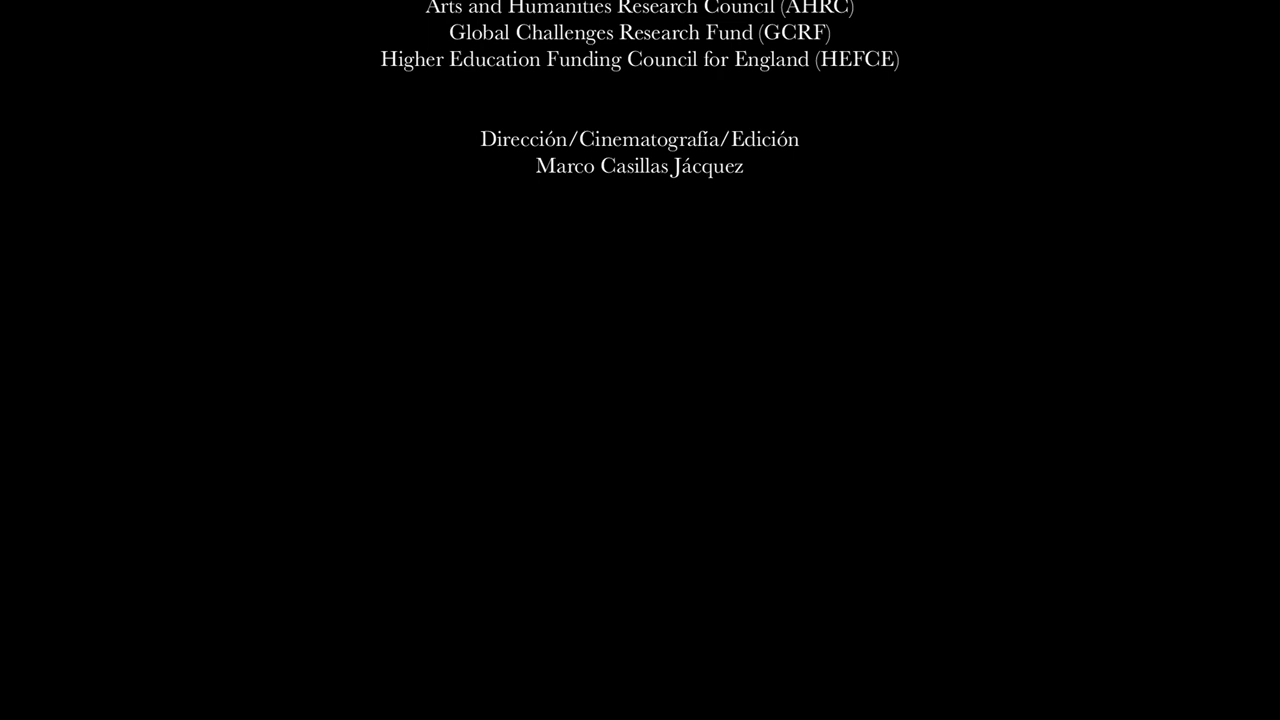 Arts and Humanities Research Council (AHRC)
Global Challenges Research Fund (GCRF)
Higher Education Funding Council for England (HEFCE)
Dirección/Cinematografía/Edición
Marco Casillas Jácquez